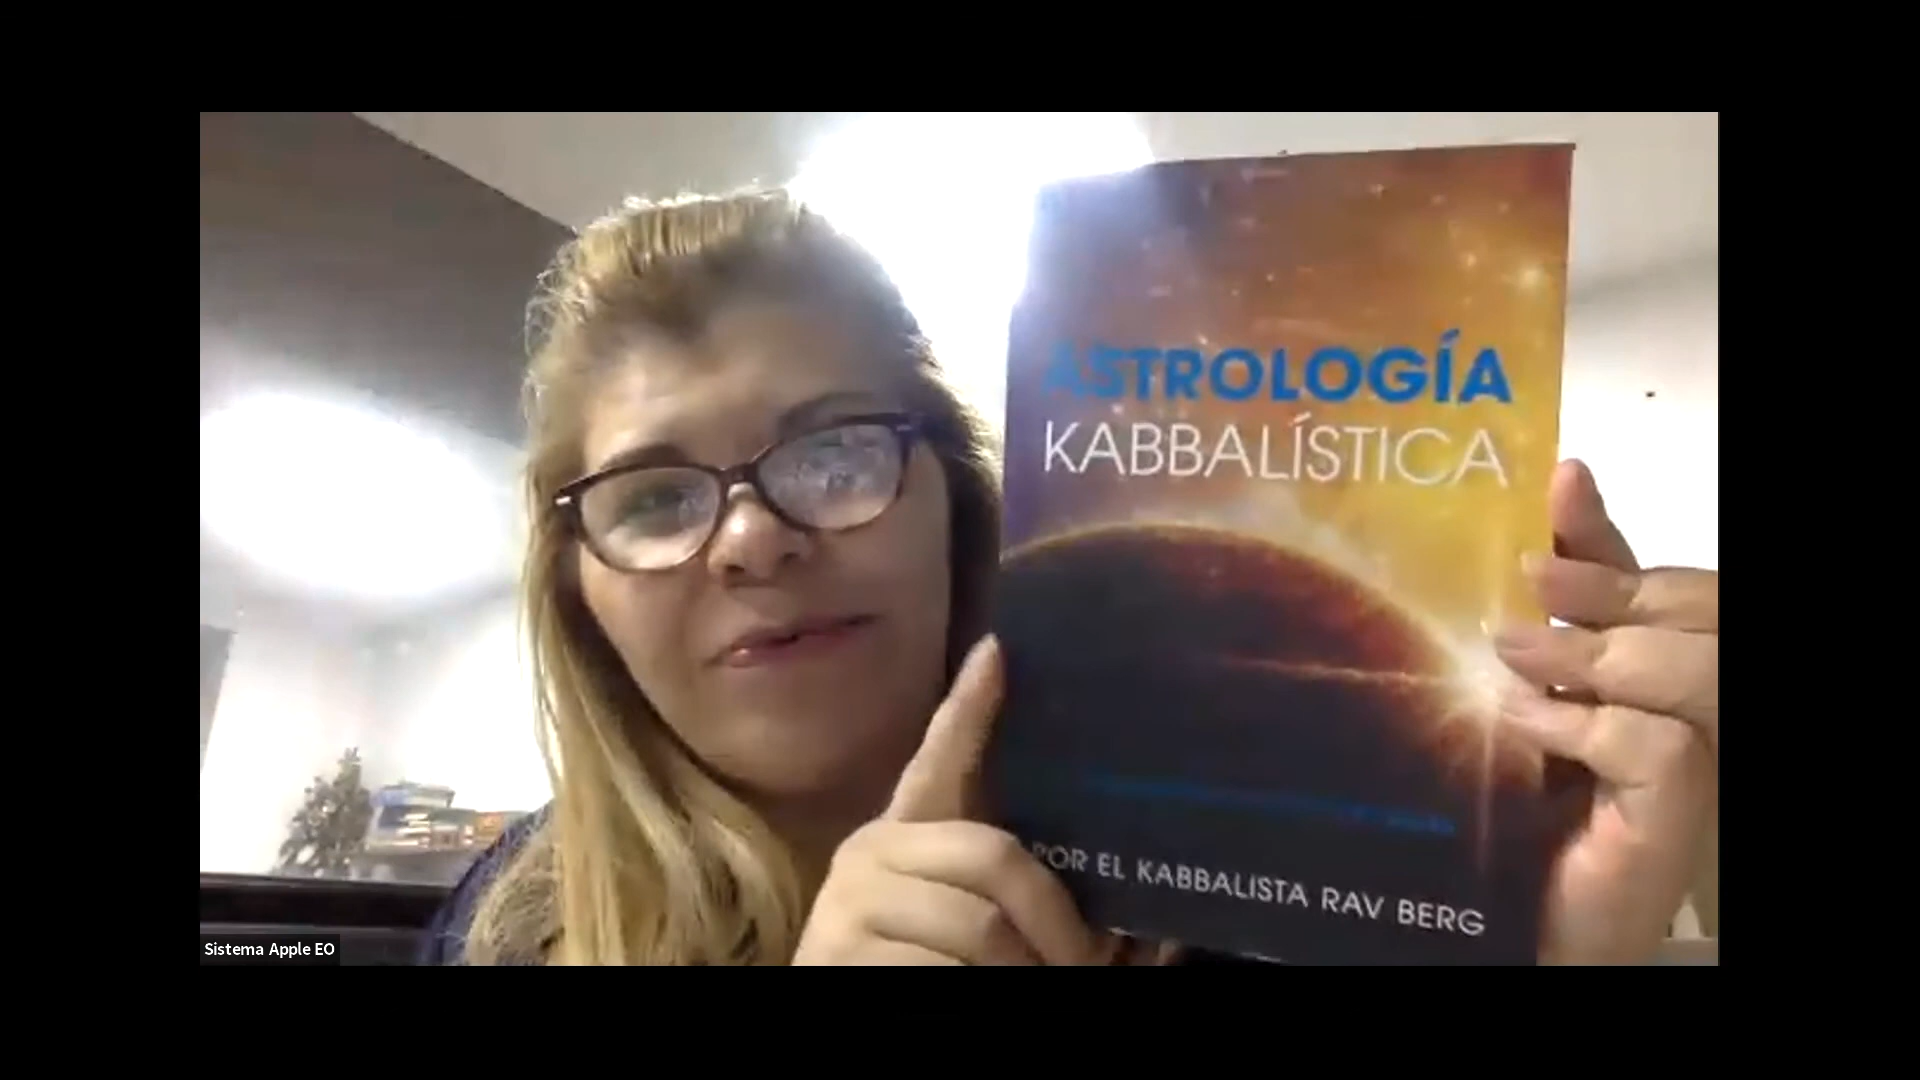 ASTROLOGÍA
KABBALÍSTICA
POR EL KABBALISTA RAV BERG
Sistema Apple EO